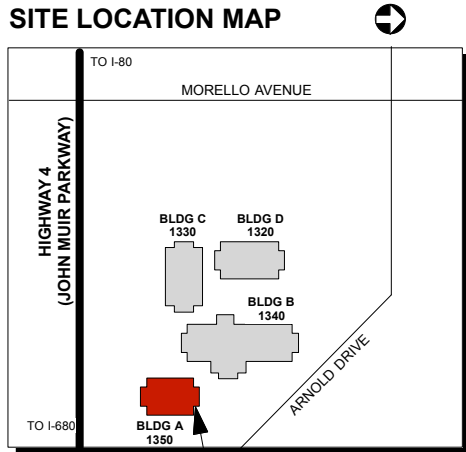 SITE LOCATION MAP
TO I-80
MORELLO AVENUE
HIGHWAY 4
(JOHN MUIR PARKWAY)
BLDG C
1330
BLDG D
1320
BLDG B
1340
ARNOLD DRIVE
TO I-680
BLDG A
1350